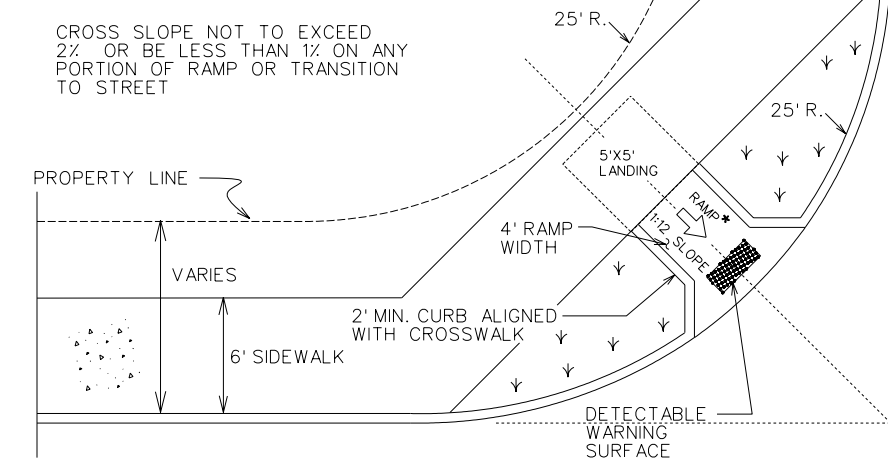 CROSS SLOPE NOT TO EXCEED
2% OR BE LESS THAN 1% ON ANY
PORTION OF RAMP OR TRANSITION
TO STREET
25' R.
25' R.
PROPERTY LINE
5'X5'
LANDING
RAMP*
1:12 SLOPE
4' RAMP
WIDTH
VARIES
2' MIN. CURB ALIGNED
WITH CROSSWALK
6' SIDEWALK
DETECTABLE
WARNING
SURFACE